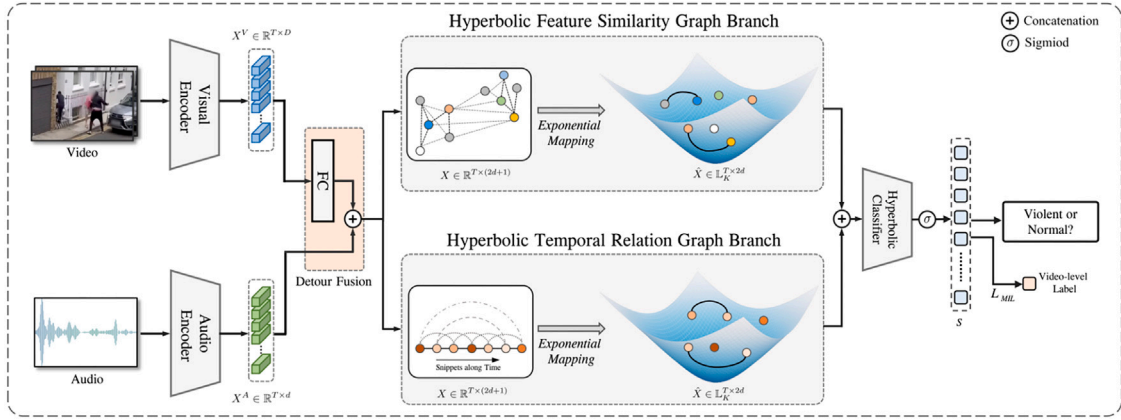 Hyperbolic Feature Similarity Graph Branch
+ Concatenation
σ Sigmiod
X^V ∈ ℝ^{T×D}
Visual
Encoder
Video
Exponential
Mapping
X ∈ ℝ^{T×(2d+1)}
X̂ ∈ 𝕃_K^{T×2d}
FC
+
Detour Fusion
Hyperbolic Temporal Relation Graph Branch
Audio
Encoder
Audio
X^A ∈ ℝ^{T×d}
Snippets along Time
Exponential
Mapping
X ∈ ℝ^{T×(2d+1)}
X̂ ∈ 𝕃_K^{T×2d}
+
Hyperbolic
Classifier
σ
s
Violent or
Normal?
L_{MIL}
Video-level
Label